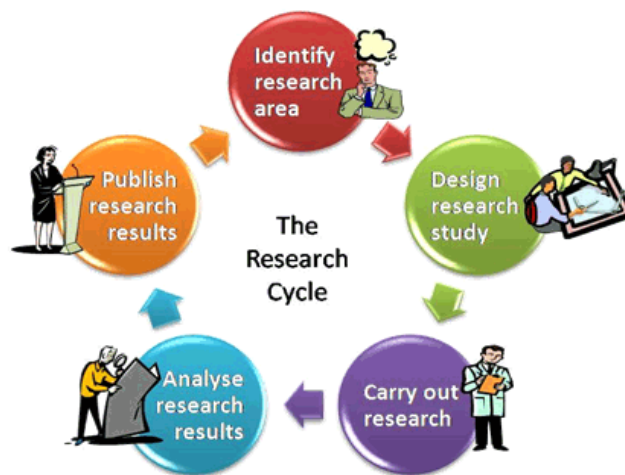 Identify
research
area
Design
research
study
Carry out
research
Analyse
research
results
Publish
research
results
The
Research
Cycle